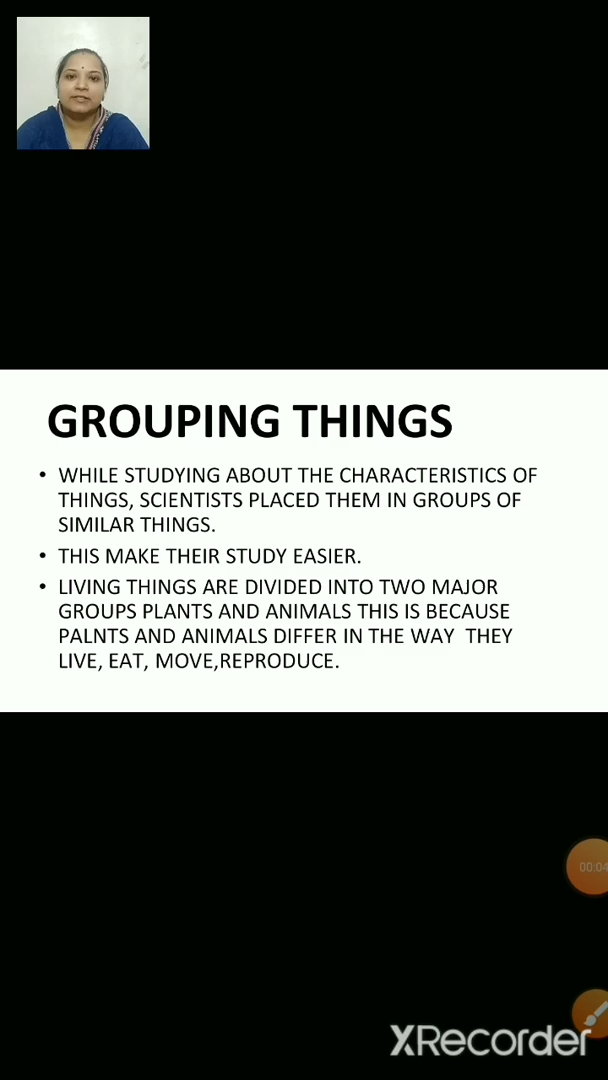 GROUPING THINGS
• WHILE STUDYING ABOUT THE CHARACTERISTICS OF
THINGS, SCIENTISTS PLACED THEM IN GROUPS OF
SIMILAR THINGS.
• THIS MAKE THEIR STUDY EASIER.
• LIVING THINGS ARE DIVIDED INTO TWO MAJOR
GROUPS PLANTS AND ANIMALS THIS IS BECAUSE
PALNTS AND ANIMALS DIFFER IN THE WAY  THEY
LIVE, EAT, MOVE,REPRODUCE.
00:04
XRecorder